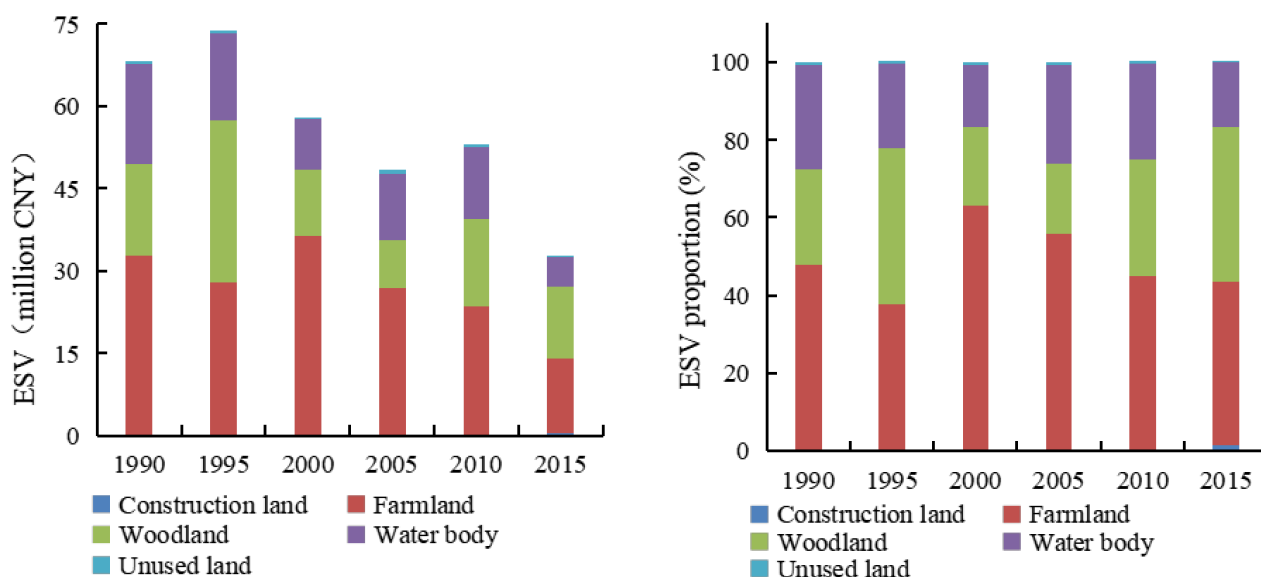 ESV（million CNY）
75
60
45
30
15
0
1990 1995 2000 2005 2010 2015
Construction land Farmland
Woodland Water body
Unused land
ESV proportion (%)
100
80
60
40
20
0
1990 1995 2000 2005 2010 2015
Construction land Farmland
Woodland Water body
Unused land